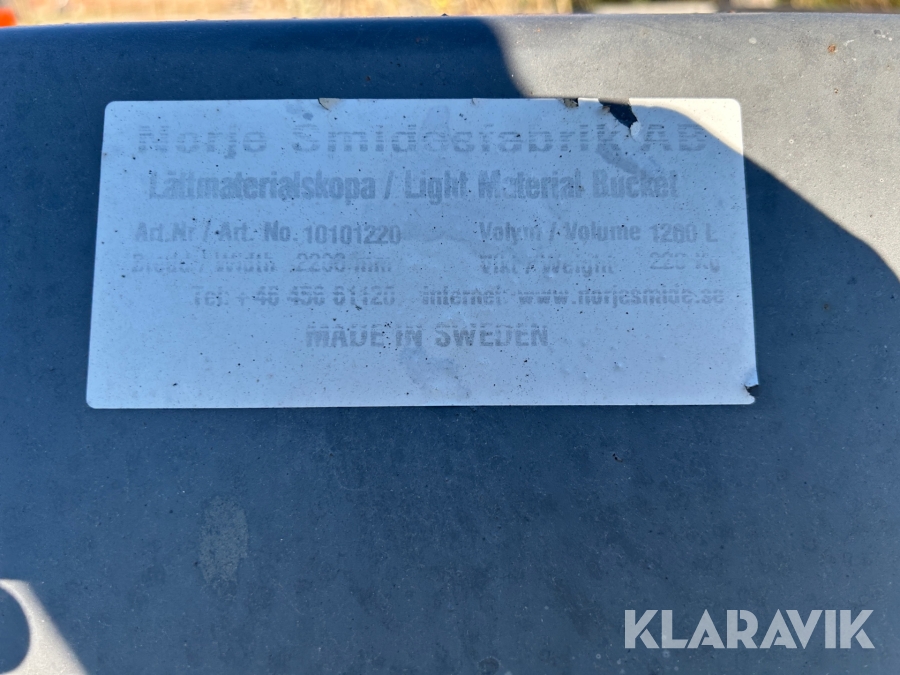 Norje Smidesfabrik AB
Lättmaterialskopa / Light Material Bucket
Art.Nr / Art. No. 10101220 Volym / Volume 1260 L
Bredd / Width 2200 mm Vikt / Weight Kg
Tel: + 46 456 61120 internet: www.norjesmide.se
MADE IN SWEDEN
KLARAVIK